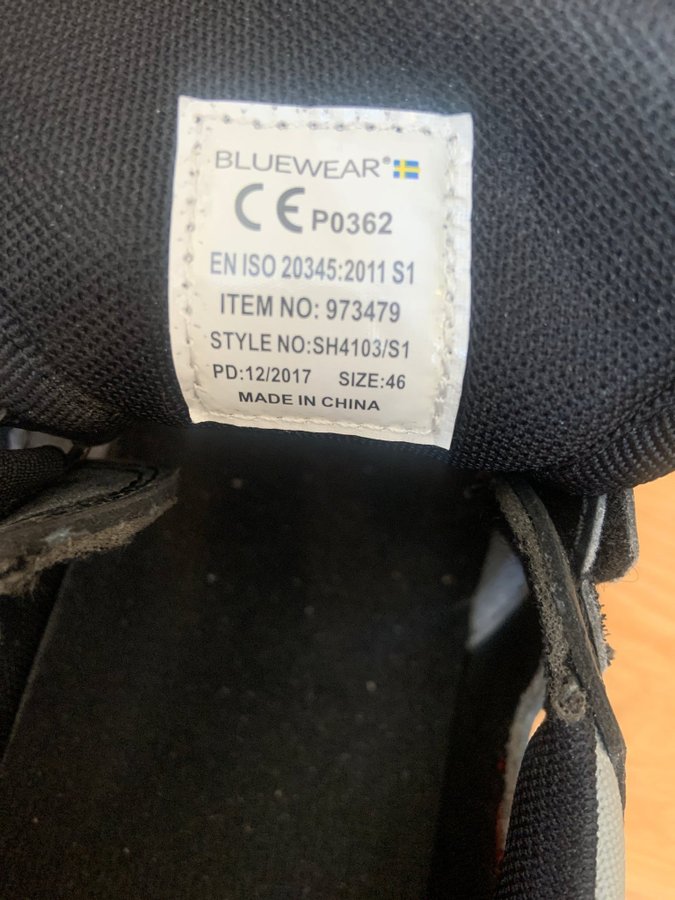 BLUEWEAR®
CE P0362
EN ISO 20345:2011 S1
ITEM NO: 973479
STYLE NO:SH4103/S1
PD:12/2017 SIZE:46
MADE IN CHINA